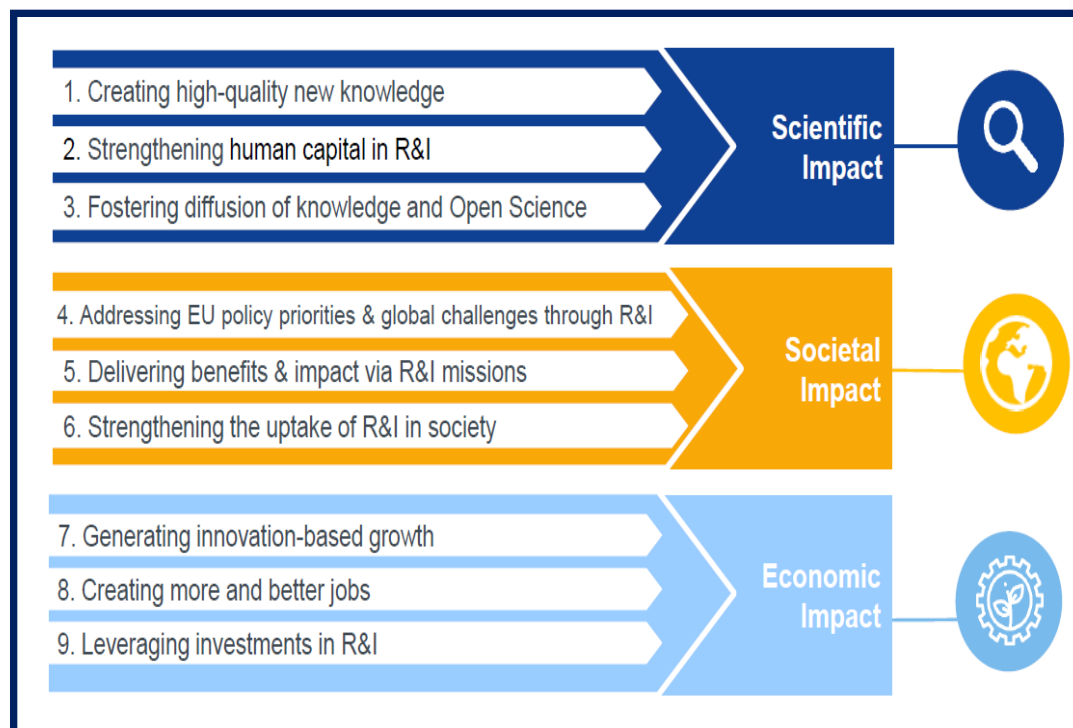 1. Creating high-quality new knowledge
2. Strengthening human capital in R&I
3. Fostering diffusion of knowledge and Open Science
Scientific
Impact
4. Addressing EU policy priorities & global challenges through R&I
5. Delivering benefits & impact via R&I missions
6. Strengthening the uptake of R&I in society
Societal
Impact
7. Generating innovation-based growth
8. Creating more and better jobs
9. Leveraging investments in R&I
Economic
Impact